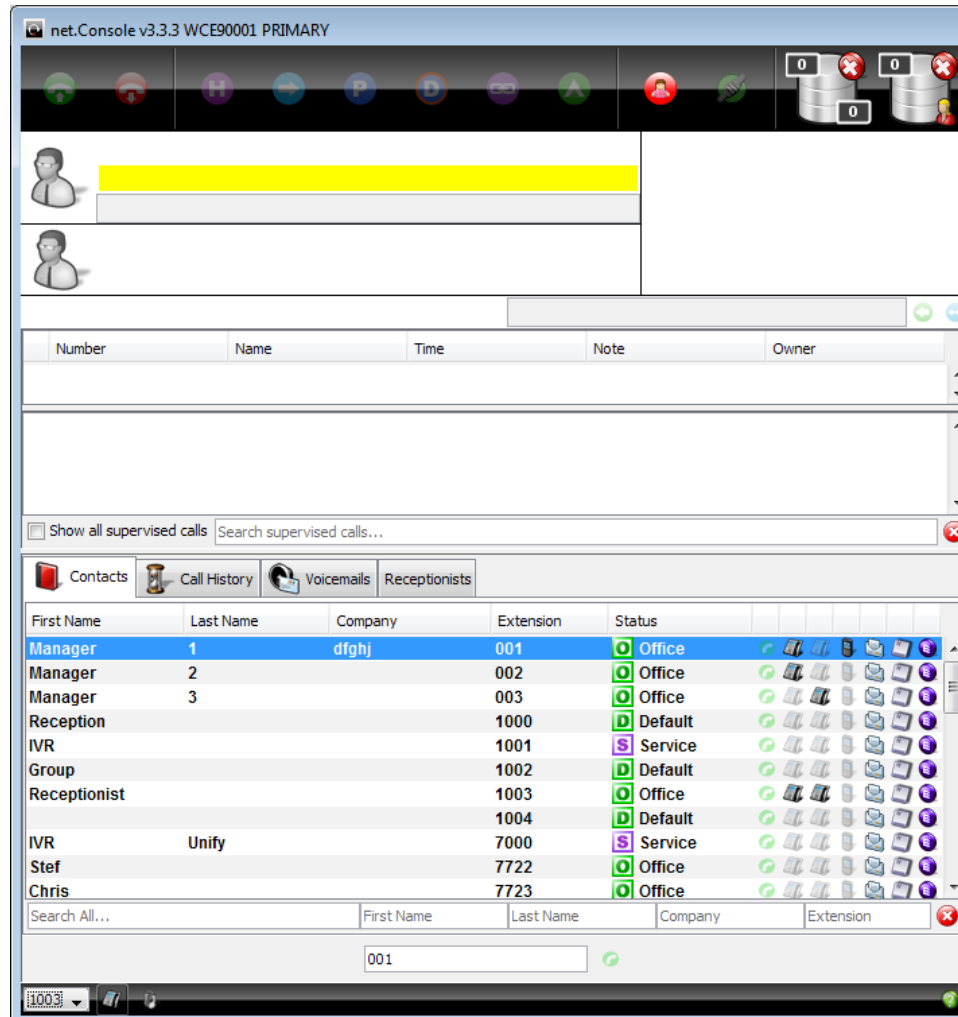 net.Console v3.3.3 WCE90001 PRIMARY
H P D A 0 0
0
Number Name Time Note Owner
Show all supervised calls Search supervised calls...
Contacts Call History Voicemails Receptionists
First Name Last Name Company Extension Status
Manager 1 dfghj 001 O Office
Manager 2 002 O Office
Manager 3 003 O Office
Reception 1000 D Default
IVR 1001 S Service
Group 1002 D Default
Receptionist 1003 O Office
1004 D Default
IVR Unify 7000 S Service
Stef 7722 O Office
Chris 7723 O Office
Search All... First Name Last Name Company Extension
001
1003